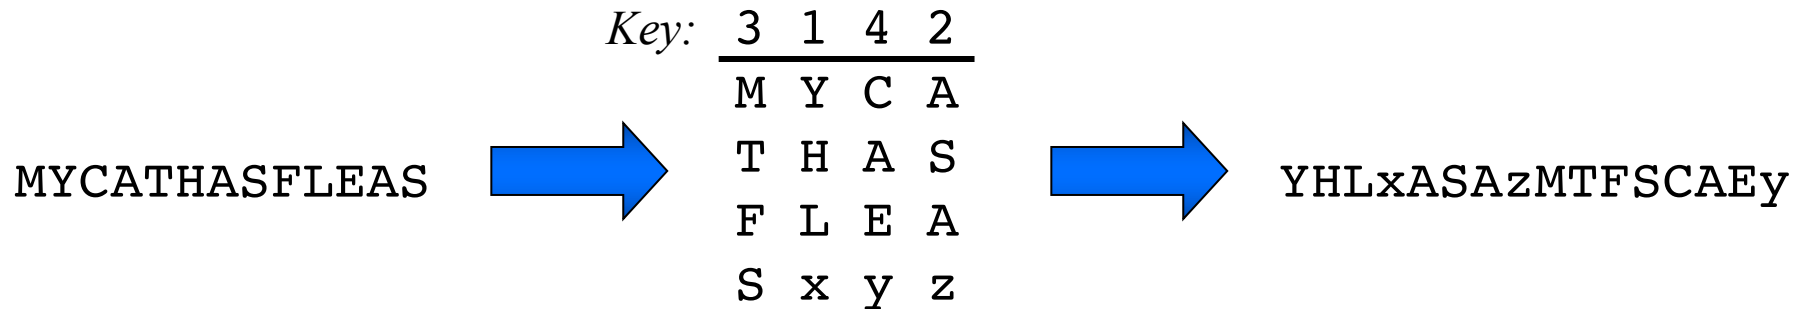 Key: 3 1 4 2
M Y C A
T H A S
MYCATHASFLEAS
YHLxASAzMTFSCAEy
F L E A
S x y z